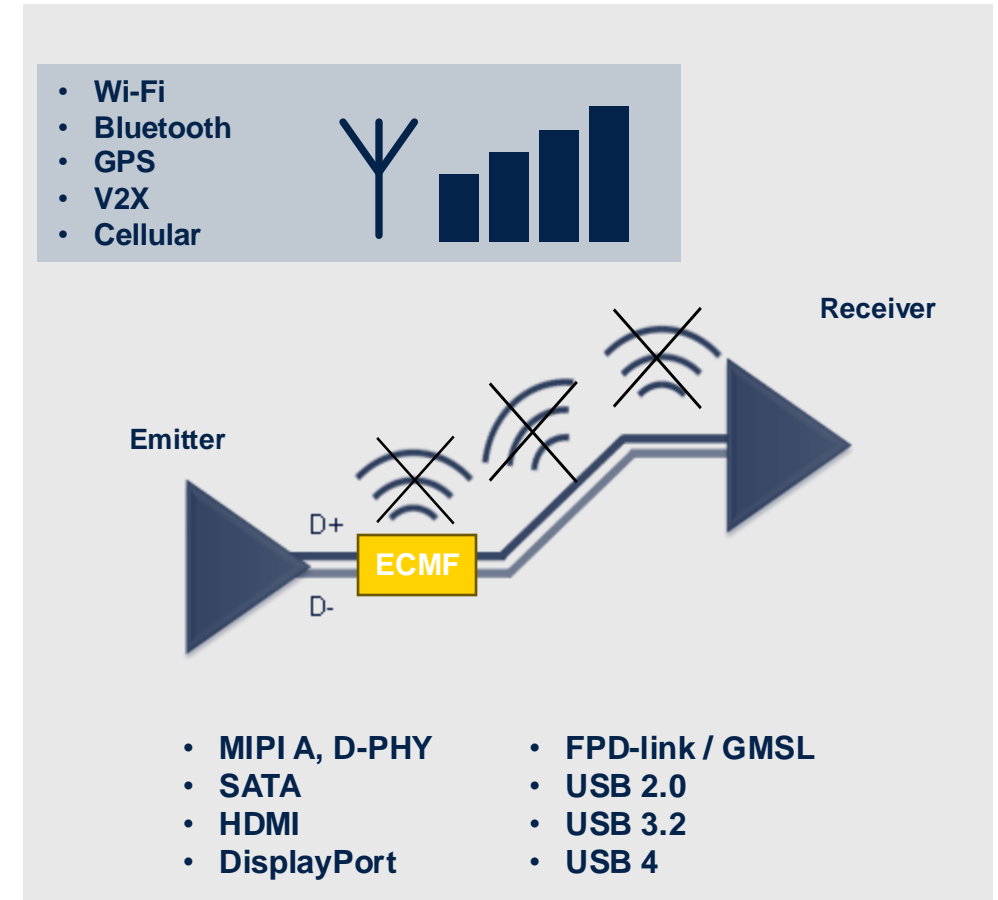 • Wi-Fi
• Bluetooth
• GPS
• V2X
• Cellular
Receiver
Emitter
D+
ECMF
D-
• MIPI A, D-PHY
• SATA
• HDMI
• DisplayPort
• FPD-link / GMSL
• USB 2.0
• USB 3.2
• USB 4